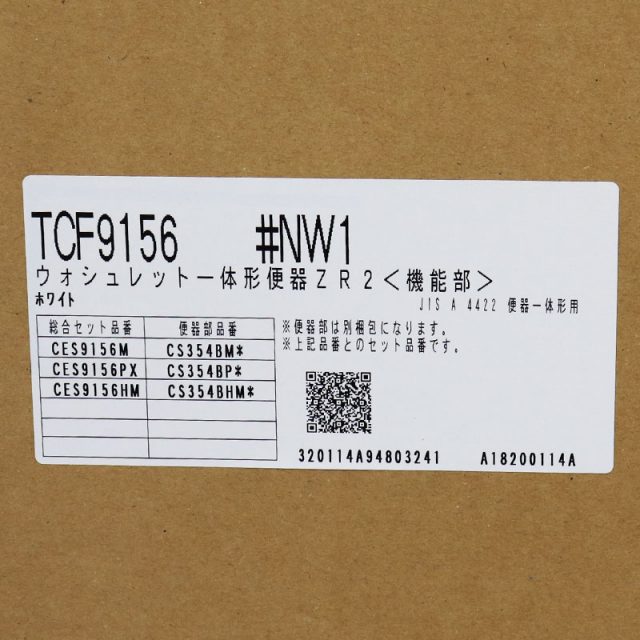 TCF9156 #NW1
ウォシュレット一体形便器ZR2<機能部>
ホワイト
JIS A 4422 便器一体形用
総合セット品番 便器部品番
CES9156M CS354BM*
CES9156PX CS354BP*
CES9156HM CS354BHM*
※便器部は別梱包になります。
※上記品番とのセット品番です。
320114A94803241 A18200114A